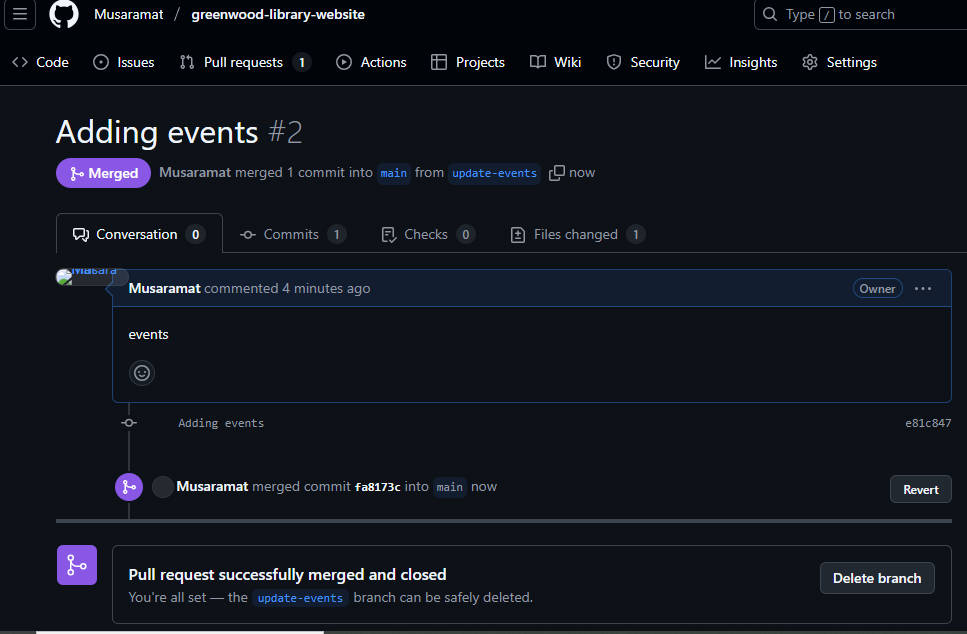 Musaramat / greenwood-library-website
Type / to search
Code Issues Pull requests 1 Actions Projects Wiki Security Insights Settings
Adding events #2
Merged Musaramat merged 1 commit into main from update-events now
Conversation 0 Commits 1 Checks 0 Files changed 1
Musaramat commented 4 minutes ago Owner ...
events
Adding events e81c847
Musaramat merged commit fa8173c into main now
Revert
Pull request successfully merged and closed
You're all set — the update-events branch can be safely deleted.
Delete branch